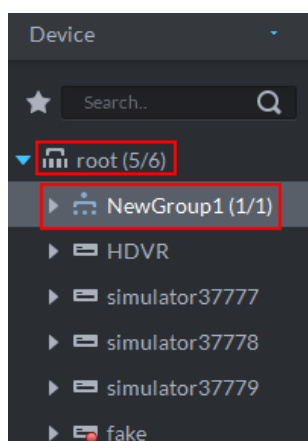 Device
Search..
root (5/6)
NewGroup1 (1/1)
HDVR
simulator37777
simulator37778
simulator37779
fake